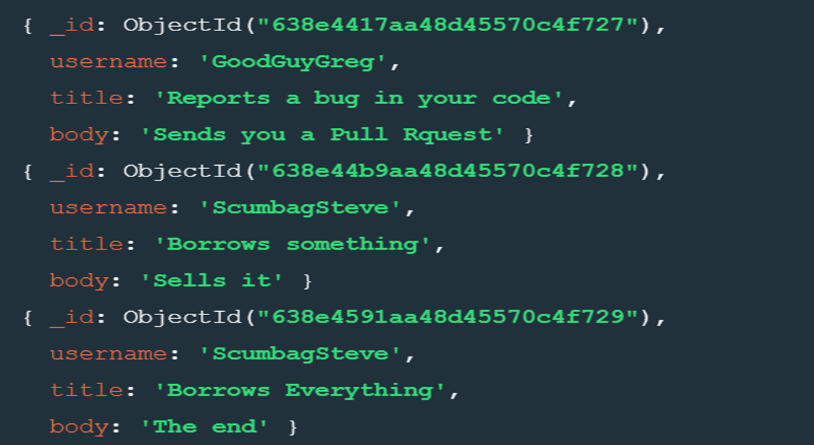 { _id: ObjectId("638e4417aa48d45570c4f727"),
username: 'GoodGuyGreg',
title: 'Reports a bug in your code',
body: 'Sends you a Pull Rquest' }
{ _id: ObjectId("638e44b9aa48d45570c4f728"),
username: 'ScumbagSteve',
title: 'Borrows something',
body: 'Sells it' }
{ _id: ObjectId("638e4591aa48d45570c4f729"),
username: 'ScumbagSteve',
title: 'Borrows Everything',
body: 'The end' }